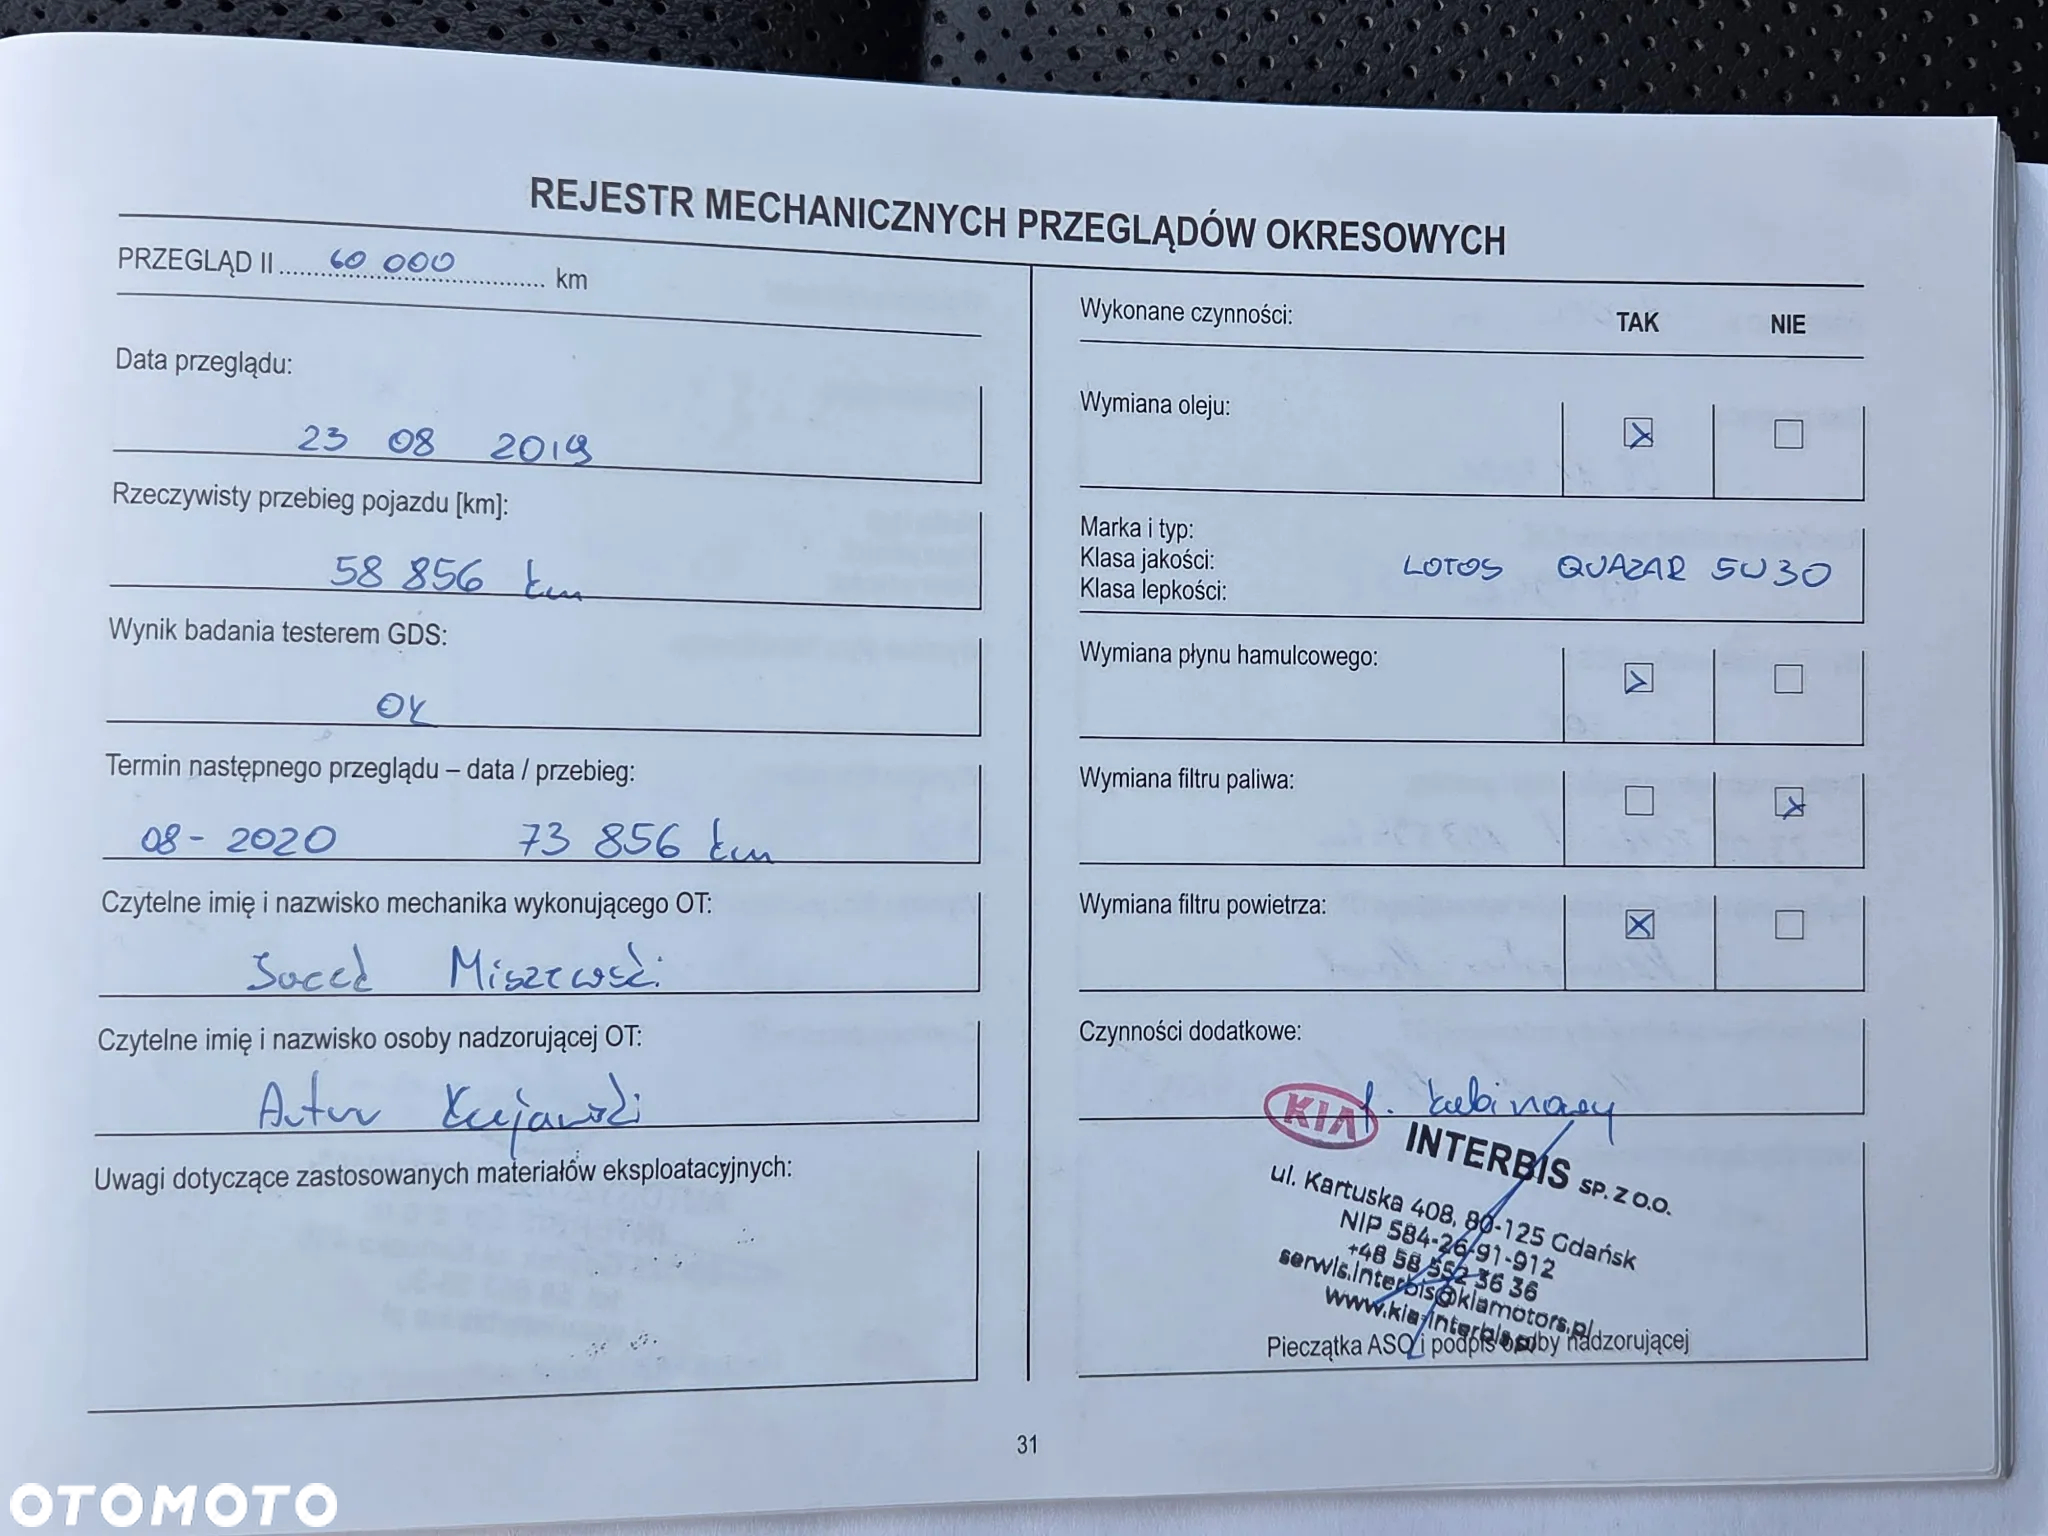 REJESTR MECHANICZNYCH PRZEGLĄDÓW OKRESOWYCH
PRZEGLĄD II 60 000 km
Data przeglądu:
23 08 2019
Rzeczywisty przebieg pojazdu [km]:
58 856 km
Wynik badania testerem GDS:
OK
Termin następnego przeglądu – data / przebieg:
08 - 2020 73 856 km
Czytelne imię i nazwisko mechanika wykonującego OT:
Jacek Miszewski
Czytelne imię i nazwisko osoby nadzorującej OT:
Artur Kujawski
Uwagi dotyczące zastosowanych materiałów eksploatacyjnych:
Wykonane czynności: TAK NIE
Wymiana oleju:
Marka i typ:
Klasa jakości:
Klasa lepkości:
LOTOS QUAZAR 5W30
Wymiana płynu hamulcowego:
Wymiana filtru paliwa:
Wymiana filtru powietrza:
Czynności dodatkowe:
f. kabinowy
KIA
INTERBIS SP. Z O.O.
ul. Kartuska 408, 80-125 Gdańsk
NIP 584-26-91-912
+48 58 552 36 36
serwis.interbis@kiamotors.pl
www.kia-interbis.pl
Pieczątka ASO i podpis osoby nadzorującej
31
OTOMOTO